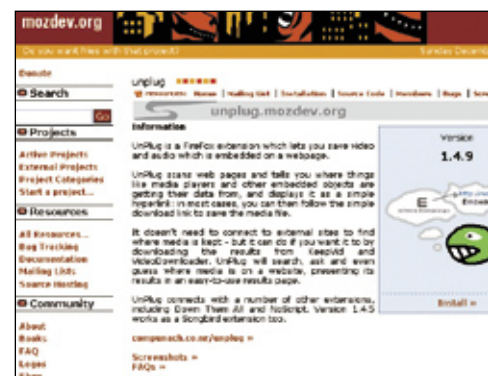 mozdev.org
Do you want fries with that project?
Sunday Decemb
Donate
Search
Go
Projects
Active Projects
External Projects
Project Categories
Start a project...
Resources
All Resources...
Bug Tracking
Documentation
Mailing Lists
Source Hosting
Community
About
Books
FAQ
Logos
unplug
resources: Home | Mailing List | Installation | Source Code | Members | Bugs |
unplug.mozdev.org
Information
UnPlug is a Firefox extension which lets you save video
and audio which is embedded on a webpage.
UnPlug scans web pages and tells you where things
like media players and other embedded objects are
getting their data from, and displays it as a simple
hyperlink: in most cases, you can then follow the simple
download link to save the media file.
It doesn't need to connect to external sites to find
where media is kept - but it can do if you want it to by
downloading the results from KeepVid and
VideoDownloader. UnPlug will search, ask and even
guess where media is on a website, presenting its
results in an easy-to-use results page.
UnPlug connects with a number of other extensions,
including Down Them All and NoScript. Version 1.4.5
works as a Songbird extension too.
compunach.co.nr/unplug »
Screenshots »
FAQs »
Version
1.4.9
E
Install »